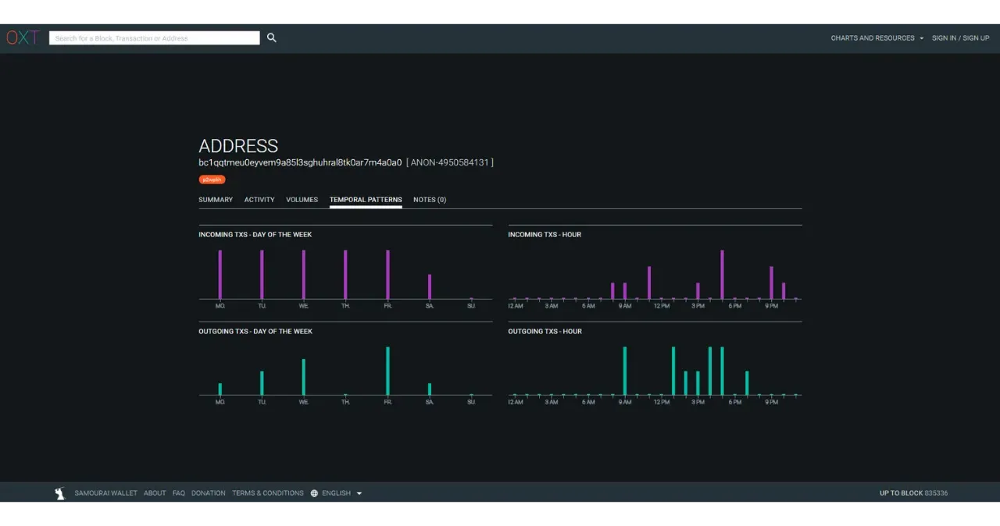 OXT Search for a Block, Transaction or Address CHARTS AND RESOURCES SIGN IN / SIGN UP
ADDRESS
bc1qqtmeu0eyvem9a85l3sghuhral8tk0ar7m4a0a0 [ ANON-4950584131 ]
p2wpkh
SUMMARY ACTIVITY VOLUMES TEMPORAL PATTERNS NOTES (0)
INCOMING TXS - DAY OF THE WEEK
MO. TU. WE. TH. FR. SA. SU.
INCOMING TXS - HOUR
12 AM 3 AM 6 AM 9 AM 12 PM 3 PM 6 PM 9 PM
OUTGOING TXS - DAY OF THE WEEK
MO. TU. WE. TH. FR. SA. SU.
OUTGOING TXS - HOUR
12 AM 3 AM 6 AM 9 AM 12 PM 3 PM 6 PM 9 PM
SAMOURAI WALLET ABOUT FAQ DONATION TERMS & CONDITIONS ENGLISH UP TO BLOCK 835336